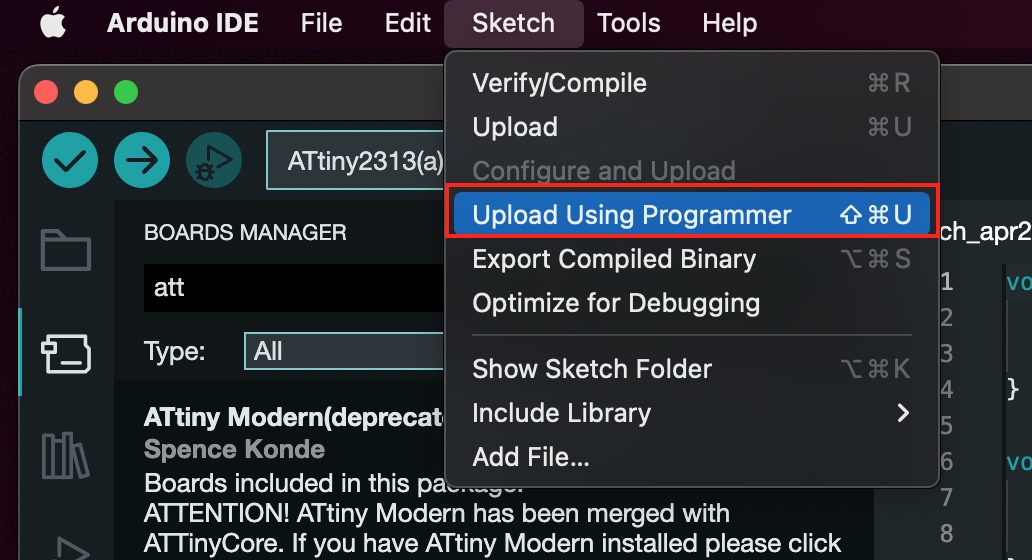 Arduino IDE File Edit Sketch Tools Help
Verify/Compile ⌘ R
Upload ⌘ U
Configure and Upload
Upload Using Programmer ⇧ ⌘ U
Export Compiled Binary ⌥ ⌘ S
Optimize for Debugging
Show Sketch Folder ⌥ ⌘ K
Include Library
Add File...
ATtiny2313(a)
BOARDS MANAGER
att
Type: All
ATtiny Modern(deprecat
Spence Konde
Boards included in this package:
ATTENTION! ATtiny Modern has been merged with
ATTinyCore. If you have ATtiny Modern installed please click
ch_apr2
1 vo
2
3
4 }
5
6 vo
7
8